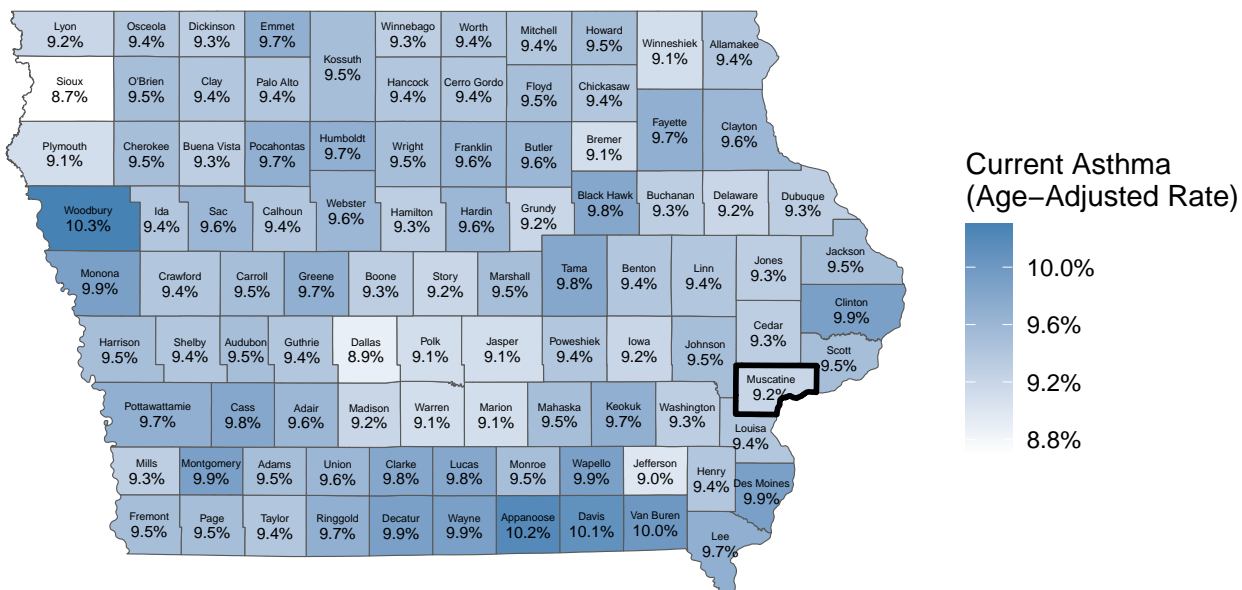 Lyon
9.2%
Osceola
9.4%
Dickinson
9.3%
Emmet
9.7%
Kossuth
9.5%
Winnebago
9.3%
Worth
9.4%
Mitchell
9.4%
Howard
9.5%
Winneshiek
9.1%
Allamakee
9.4%
Sioux
8.7%
O'Brien
9.5%
Clay
9.4%
Palo Alto
9.4%
Hancock
9.4%
Cerro Gordo
9.4%
Floyd
9.5%
Chickasaw
9.4%
Fayette
9.7%
Clayton
9.6%
Plymouth
9.1%
Cherokee
9.5%
Buena Vista
9.3%
Pocahontas
9.7%
Humboldt
9.7%
Wright
9.5%
Franklin
9.6%
Butler
9.6%
Bremer
9.1%
Woodbury
10.3%
Ida
9.4%
Sac
9.6%
Calhoun
9.4%
Webster
9.6%
Hamilton
9.3%
Hardin
9.6%
Grundy
9.2%
Black Hawk
9.8%
Buchanan
9.3%
Delaware
9.2%
Dubuque
9.3%
Monona
9.9%
Crawford
9.4%
Carroll
9.5%
Greene
9.7%
Boone
9.3%
Story
9.2%
Marshall
9.5%
Tama
9.8%
Benton
9.4%
Linn
9.4%
Jones
9.3%
Jackson
9.5%
Clinton
9.9%
Harrison
9.5%
Shelby
9.4%
Audubon
9.5%
Guthrie
9.4%
Dallas
8.9%
Polk
9.1%
Jasper
9.1%
Poweshiek
9.4%
Iowa
9.2%
Johnson
9.5%
Cedar
9.3%
Scott
9.5%
Muscatine
9.2%
Pottawattamie
9.7%
Cass
9.8%
Adair
9.6%
Madison
9.2%
Warren
9.1%
Marion
9.1%
Mahaska
9.5%
Keokuk
9.7%
Washington
9.3%
Louisa
9.4%
Mills
9.3%
Montgomery
9.9%
Adams
9.5%
Union
9.6%
Clarke
9.8%
Lucas
9.8%
Monroe
9.5%
Wapello
9.9%
Jefferson
9.0%
Henry
9.4%
Des Moines
9.9%
Fremont
9.5%
Page
9.5%
Taylor
9.4%
Ringgold
9.7%
Decatur
9.9%
Wayne
9.9%
Appanoose
10.2%
Davis
10.1%
Van Buren
10.0%
Lee
9.7%
Current Asthma
(Age−Adjusted Rate)
10.0%
9.6%
9.2%
8.8%